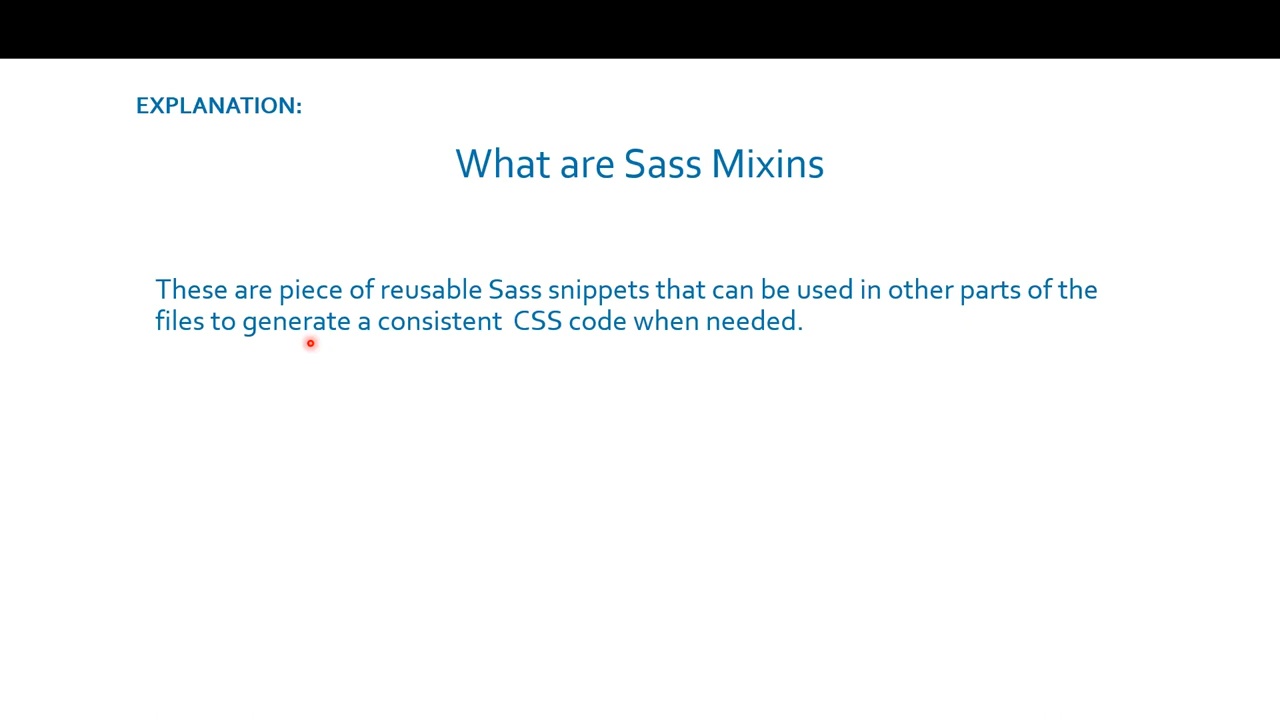 EXPLANATION:
What are Sass Mixins
These are piece of reusable Sass snippets that can be used in other parts of the
files to generate a consistent  CSS code when needed.